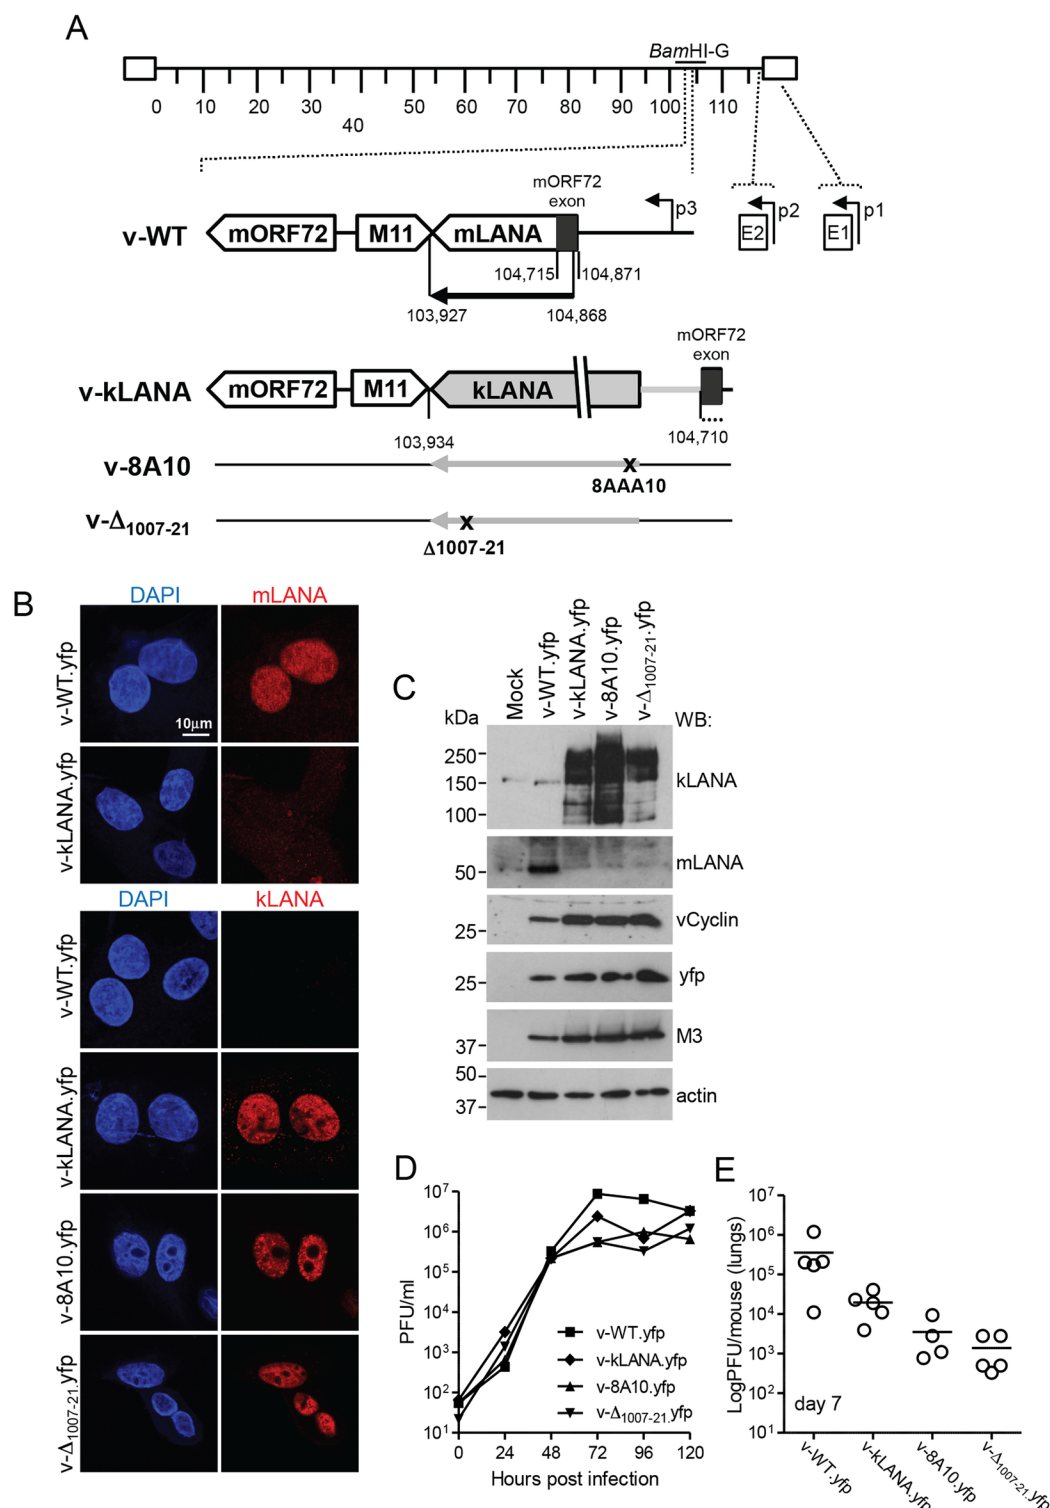 A
BamHI-G
0 10 20 30 40 50 60 70 80 90 100 110
mORF72
exon
p3
p2
p1
E2
E1
v-WT
mORF72
M11
mLANA
104,715
104,871
103,927
104,868
mORF72
exon
v-kLANA
mORF72
M11
kLANA
103,934
104,710
v-8A10
8AAA10
v-Δ1007-21
Δ1007-21
B
DAPI
mLANA
v-WT.yfp
10μm
v-kLANA.yfp
DAPI
kLANA
v-WT.yfp
v-kLANA.yfp
v-8A10.yfp
v-Δ1007-21.yfp
C
Mock
v-WT.yfp
v-kLANA.yfp
v-8A10.yfp
v-Δ1007-21.yfp
kDa
WB:
250
150
100
kLANA
50
mLANA
25
vCyclin
25
yfp
37
M3
50
37
actin
D
PFU/ml
10^7
10^6
10^5
10^4
10^3
10^2
10^1
v-WT.yfp
v-kLANA.yfp
v-8A10.yfp
v-Δ1007-21.yfp
0 24 48 72 96 120
Hours post infection
E
LogPFU/mouse (lungs)
10^7
10^6
10^5
10^4
10^3
10^2
10^1
day 7
v-WT.yfp
v-kLANA.yfp
v-8A10.yfp
v-Δ1007-21.yfp